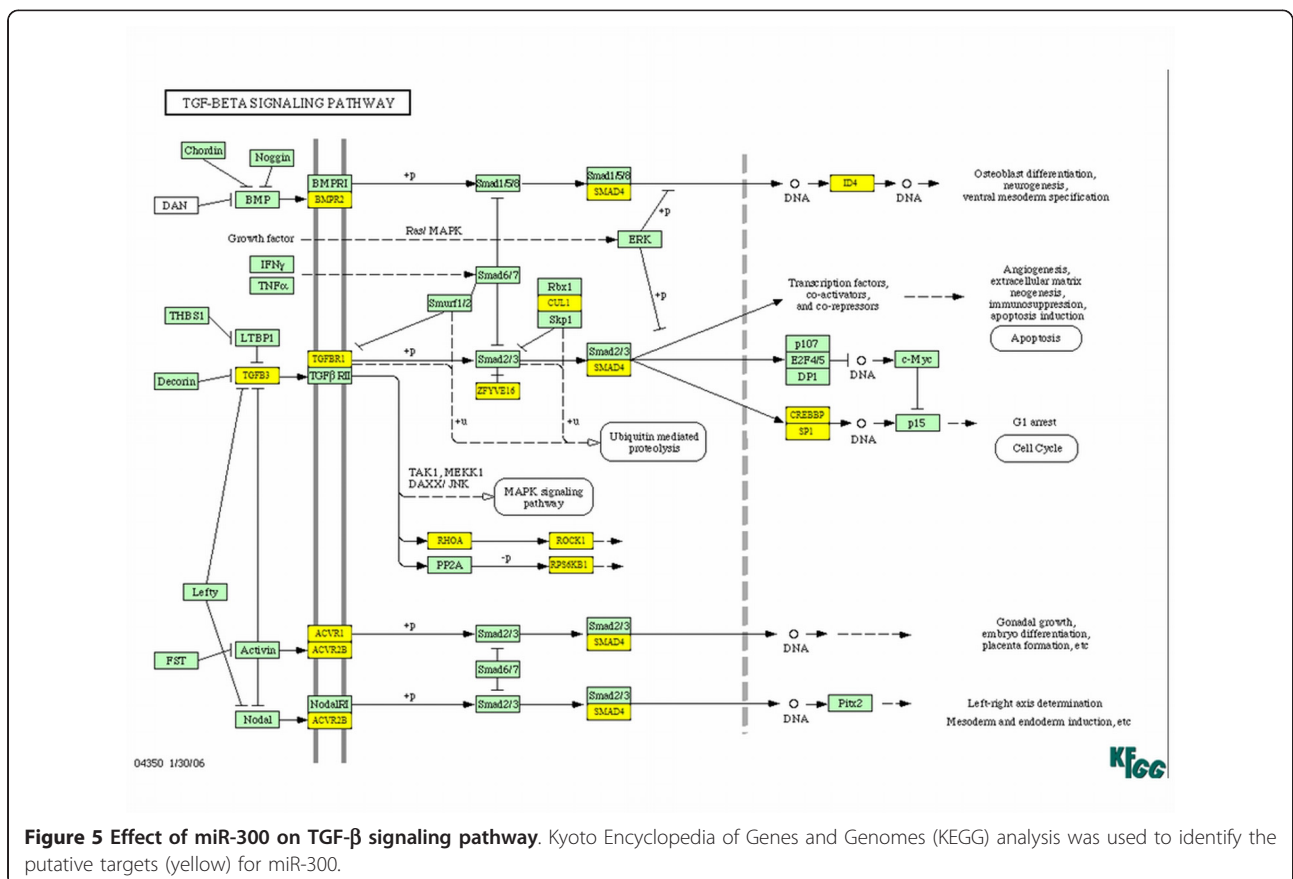 TGF-BETA SIGNALING PATHWAY
Chordin
Noggin
DAN
BMP
BMPRI
BMPR2
+p
Smad1/5/8
Smad1/5/8
SMAD4
DNA
ID4
DNA
Osteoblast differentiation,
neurogenesis,
ventral mesoderm specification
Growth factor
Ras/ MAPK
ERK
+p
+p
IFNγ
TNFα
Smad6/7
Smurf1/2
Rbx1
CUL1
Skp1
Transcription factors,
co-activators,
and co-repressors
Angiogenesis,
extracellular matrix
neogenesis,
immunosuppression,
apoptosis induction
Apoptosis
THBS1
LTBP1
Decorin
TGFB3
TGFBR1
TGFβ RII
+p
Smad2/3
ZFYVE16
Smad2/3
SMAD4
p107
E2F4/5
DP1
DNA
c-Myc
CREBBP
SP1
DNA
p15
G1 arrest
Cell Cycle
+u
+u
Ubiquitin mediated
proteolysis
TAK1, MEKK1
DAXX/ JNK
MAPK signaling
pathway
RHOA
ROCK1
PP2A
-p
RPS6KB1
Lefty
FST
Activin
ACVR1
ACVR2B
+p
Smad2/3
Smad2/3
SMAD4
DNA
Gonadal growth,
embryo differentiation,
placenta formation, etc
Smad6/7
Nodal
NodalRI
ACVR2B
+p
Smad2/3
Smad2/3
SMAD4
DNA
Pitx2
Left-right axis determination
Mesoderm and endoderm induction, etc
04350 1/30/06
KEGG
Figure 5 Effect of miR-300 on TGF-β signaling pathway. Kyoto Encyclopedia of Genes and Genomes (KEGG) analysis was used to identify the
putative targets (yellow) for miR-300.